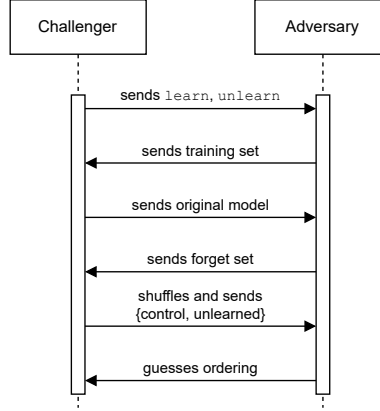 Challenger Adversary
sends learn, unlearn
sends training set
sends original model
sends forget set
shuffles and sends
{control, unlearned}
guesses ordering